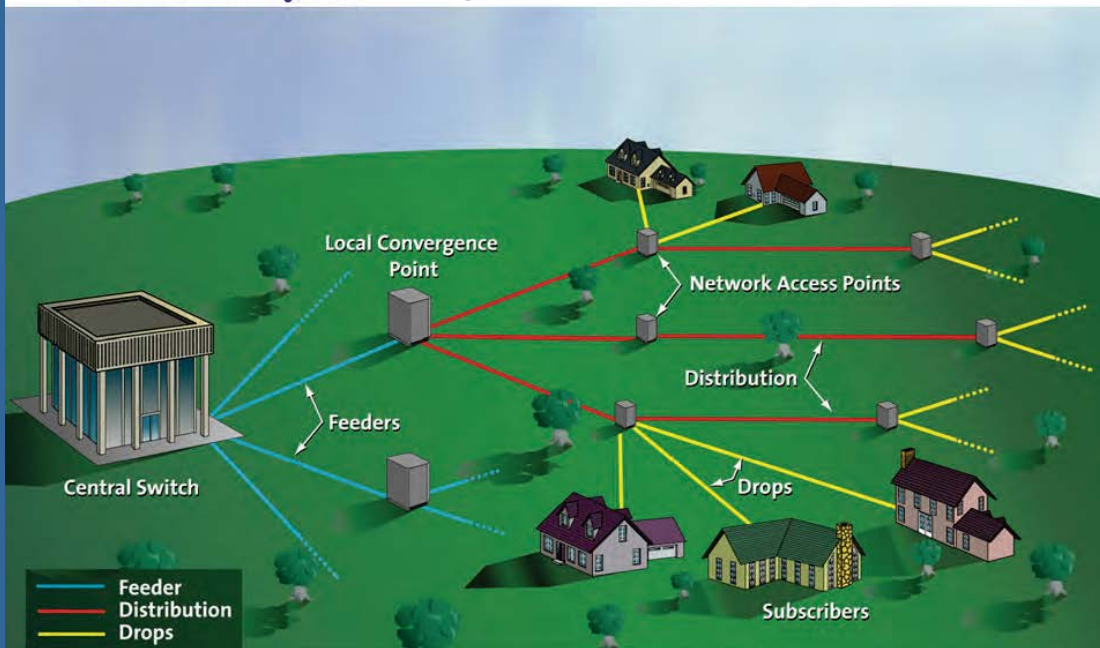 Local Convergence
Point
Network Access Points
Distribution
Feeders
Central Switch
Drops
Subscribers
Feeder
Distribution
Drops